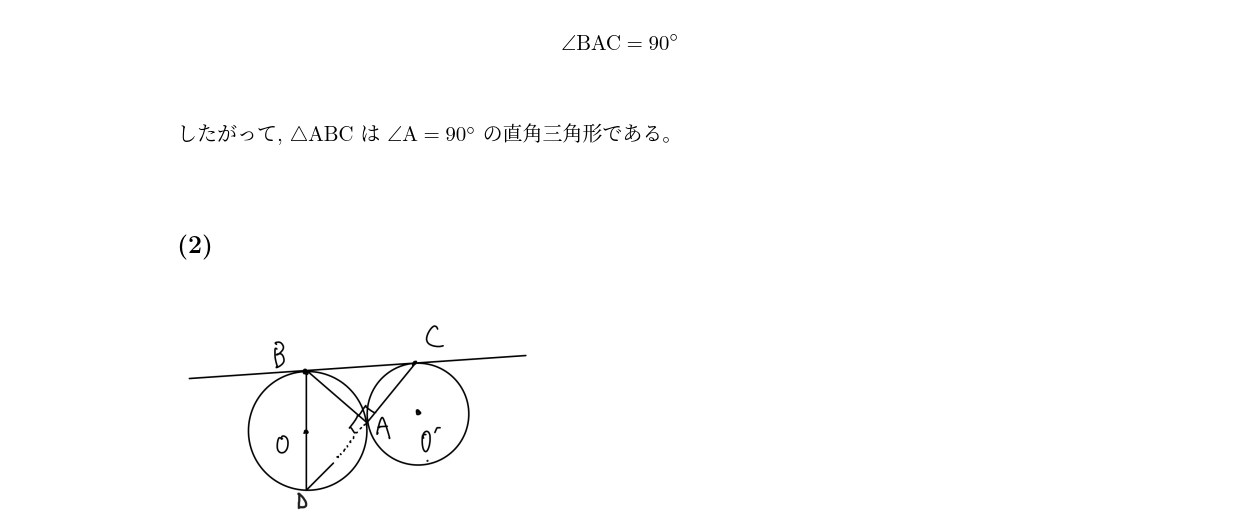 ∠BAC = 90°
したがって, △ABC は ∠A = 90° の直角三角形である。
(2)
C
B
A
O
O'
D